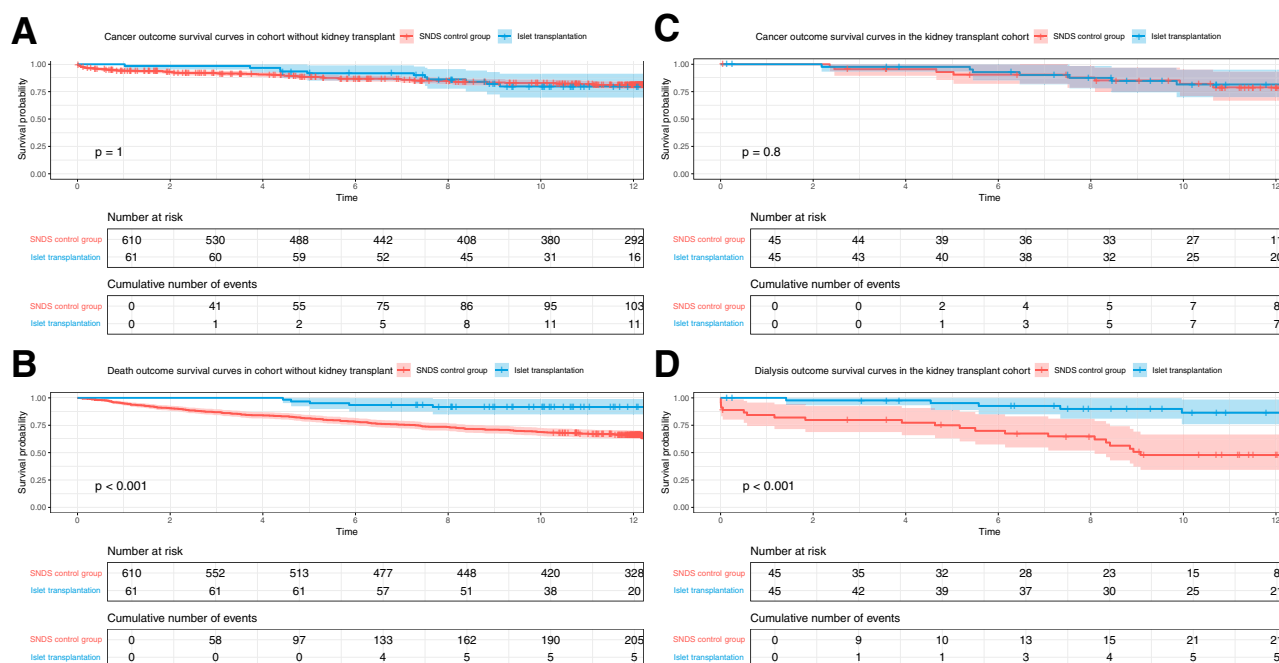 A
Cancer outcome survival curves in cohort without kidney transplant SNDS control group Islet transplantation
Survival probability
1.00
0.75
0.50
0.25
0.00
p = 1
0 2 4 6 8 10 12
Time
Number at risk
SNDS control group 610 530 488 442 408 380 292
Islet transplantation 61 60 59 52 45 31 16
Cumulative number of events
SNDS control group 0 41 55 75 86 95 103
Islet transplantation 0 1 2 5 8 11 11
B
Death outcome survival curves in cohort without kidney transplant SNDS control group Islet transplantation
Survival probability
1.00
0.75
0.50
0.25
0.00
p < 0.001
0 2 4 6 8 10 12
Time
Number at risk
SNDS control group 610 552 513 477 448 420 328
Islet transplantation 61 61 61 57 51 38 20
Cumulative number of events
SNDS control group 0 58 97 133 162 190 205
Islet transplantation 0 0 0 4 5 5 5
C
Cancer outcome survival curves in the kidney transplant cohort SNDS control group Islet transplantation
Survival probability
1.00
0.75
0.50
0.25
0.00
p = 0.8
0 2 4 6 8 10 12
Time
Number at risk
SNDS control group 45 44 39 36 33 27 11
Islet transplantation 45 43 40 38 32 25 20
Cumulative number of events
SNDS control group 0 0 2 4 5 7 8
Islet transplantation 0 0 1 3 5 7 7
D
Dialysis outcome survival curves in the kidney transplant cohort SNDS control group Islet transplantation
Survival probability
1.00
0.75
0.50
0.25
0.00
p < 0.001
0 2 4 6 8 10 12
Time
Number at risk
SNDS control group 45 35 32 28 23 15 8
Islet transplantation 45 42 39 37 30 25 21
Cumulative number of events
SNDS control group 0 9 10 13 15 21 21
Islet transplantation 0 1 1 3 4 5 5